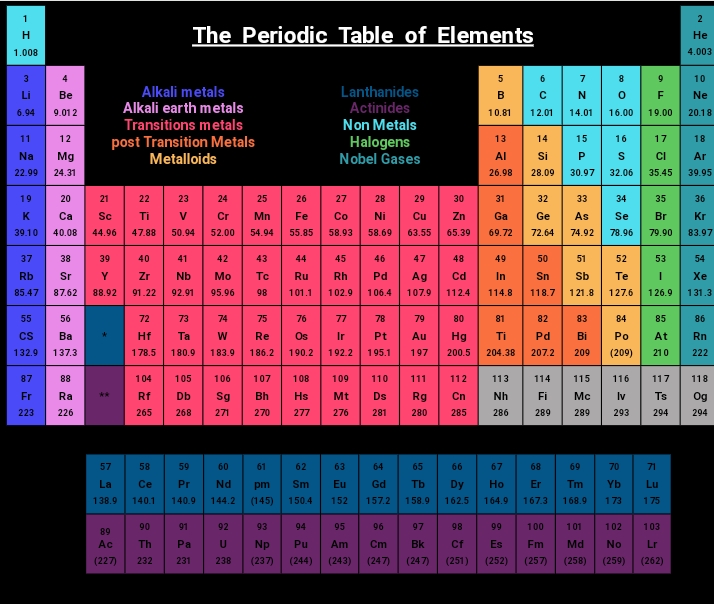 The Periodic Table of Elements
1 2
H He
1.008 4.003
3 4 5 6 7 8 9 10
Li Be B C N O F Ne
6.94 9.012 10.81 12.01 14.01 16.00 19.00 20.18
Alkali metals Lanthanides
Alkali earth metals Actinides
Transitions metals Non Metals
post Transition Metals Halogens
Metalloids Nobel Gases
11 12 13 14 15 16 17 18
Na Mg Al Si P S Cl Ar
22.99 24.31 26.98 28.09 30.97 32.06 35.45 39.95
19 20 21 22 23 24 25 26 27 28 29 30 31 32 33 34 35 36
K Ca Sc Ti V Cr Mn Fe Co Ni Cu Zn Ga Ge As Se Br Kr
39.10 40.08 44.96 47.88 50.94 52.00 54.94 55.85 58.93 58.69 63.55 65.39 69.72 72.64 74.92 78.96 79.90 83.97
37 38 39 40 41 42 43 44 45 46 47 48 49 50 51 52 53 54
Rb Sr Y Zr Nb Mo Tc Ru Rh Pd Ag Cd In Sn Sb Te I Xe
85.47 87.62 88.92 91.22 92.91 95.96 98 101.1 102.9 106.4 107.9 112.4 114.8 118.7 121.8 127.6 126.9 131.3
55 56 72 73 74 75 76 77 78 79 80 81 82 83 84 85 86
CS Ba * Hf Ta W Re Os Ir Pt Au Hg Ti Pd Bi Po At Rn
132.9 137.3 178.5 180.9 183.9 186.2 190.2 192.2 195.1 197 200.5 204.38 207.2 209 (209) 210 222
87 88 104 105 106 107 108 109 110 111 112 113 114 115 116 117 118
Fr Ra ** Rf Db Sg Bh Hs Mt Ds Rg Cn Nh Fi Mc Iv Ts Og
223 226 265 268 271 270 277 276 281 280 285 286 289 289 293 294 294
57 58 59 60 61 62 63 64 65 66 67 68 69 70 71
La Ce Pr Nd pm Sm Eu Gd Tb Dy Ho Er Tm Yb Lu
138.9 140.1 140.9 144.2 (145) 150.4 152 157.2 158.9 162.5 164.9 167.3 168.9 173 175
89 90 91 92 93 94 95 96 97 98 99 100 101 102 103
Ac Th Pa U Np Pu Am Cm Bk Cf Es Fm Md No Lr
(227) 232 231 238 (237) (244) (243) (247) (247) (251) (252) (257) (258) (259) (262)